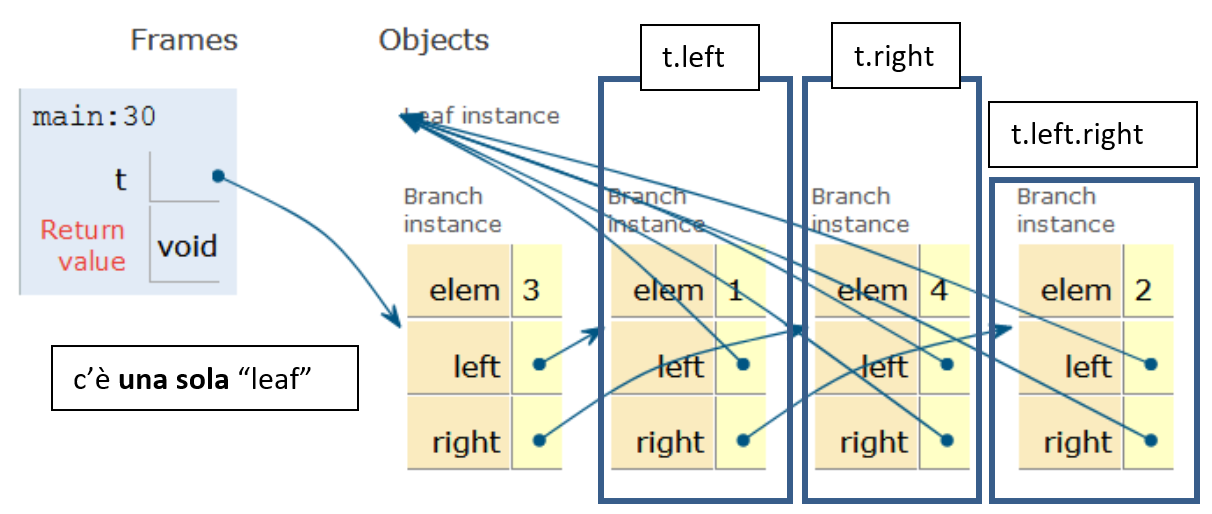 Frames
Objects
t.left
t.right
t.left.right
main:30
t
Return
value
void
c'è una sola “leaf”
Leaf instance
Branch
instance
elem 3
left
right
Branch
instance
elem 1
left
right
Branch
instance
elem 4
left
right
Branch
instance
elem 2
left
right